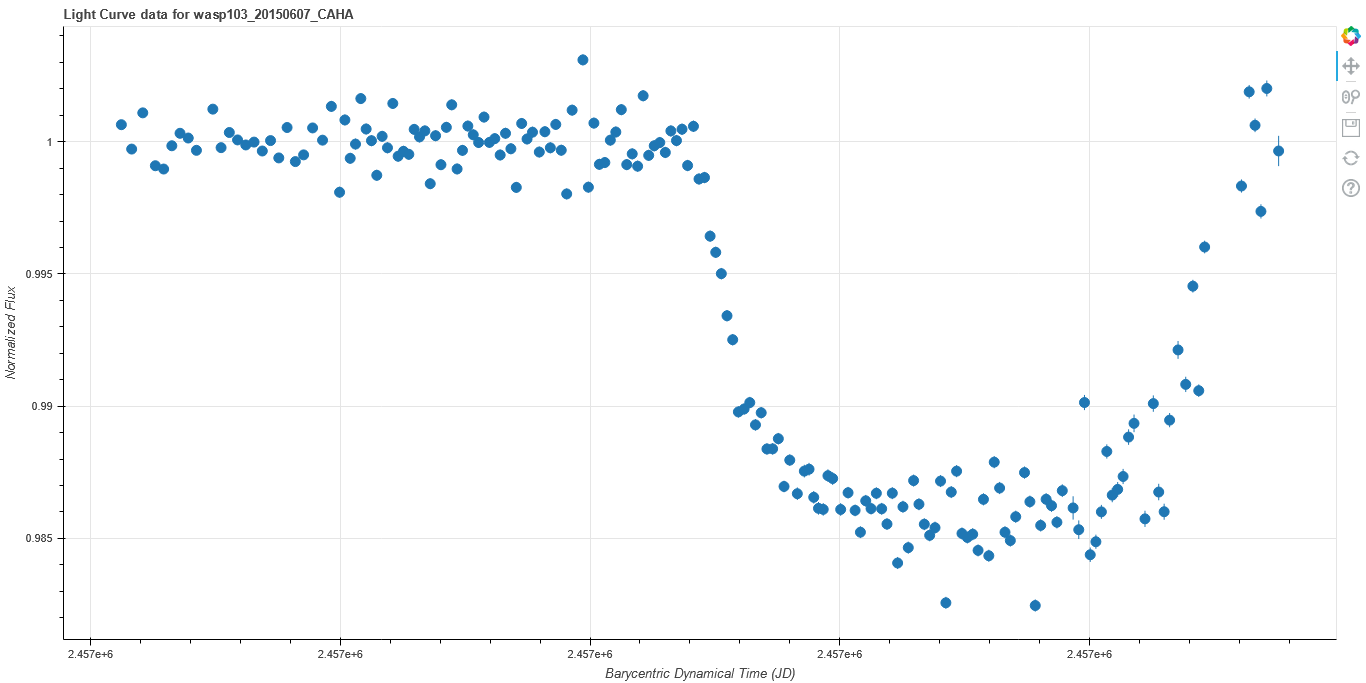 Light Curve data for wasp103_20150607_CAHA
1
0.995
0.99
0.985
Normalized Flux
2.457e+6 2.457e+6 2.457e+6 2.457e+6 2.457e+6
Barycentric Dynamical Time (JD)